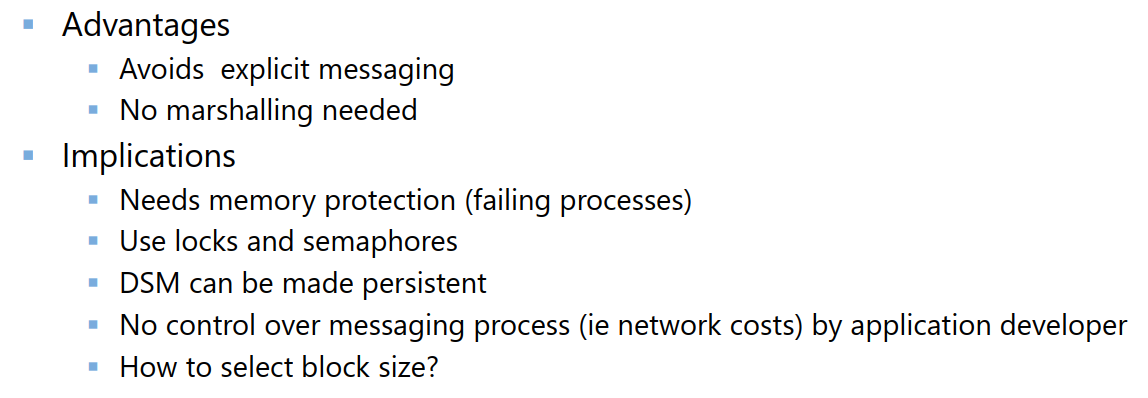 Advantages
Avoids  explicit messaging
No marshalling needed
Implications
Needs memory protection (failing processes)
Use locks and semaphores
DSM can be made persistent
No control over messaging process (ie network costs) by application developer
How to select block size?